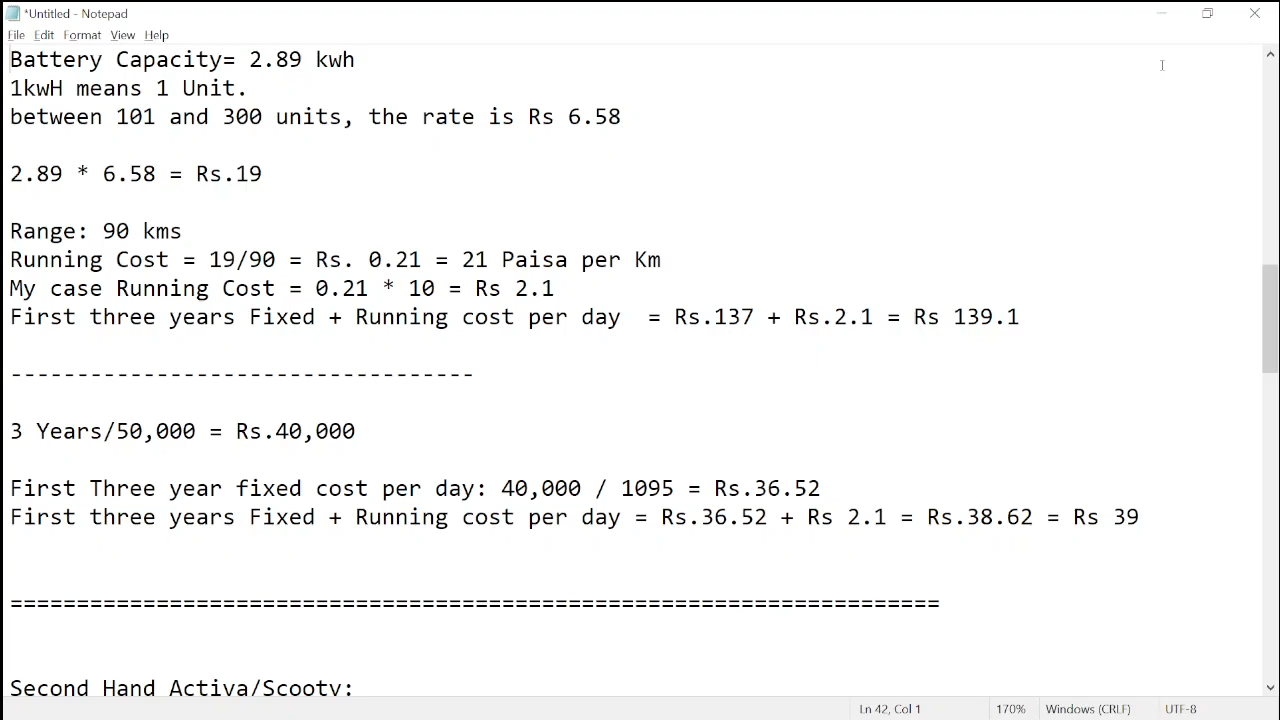 *Untitled - Notepad
File Edit Format View Help
Battery Capacity= 2.89 kwh
1kwH means 1 Unit.
between 101 and 300 units, the rate is Rs 6.58
2.89 * 6.58 = Rs.19
Range: 90 kms
Running Cost = 19/90 = Rs. 0.21 = 21 Paisa per Km
My case Running Cost = 0.21 * 10 = Rs 2.1
First three years Fixed + Running cost per day  = Rs.137 + Rs.2.1 = Rs 139.1
-----------------------------------
3 Years/50,000 = Rs.40,000
First Three year fixed cost per day: 40,000 / 1095 = Rs.36.52
First three years Fixed + Running cost per day = Rs.36.52 + Rs 2.1 = Rs.38.62 = Rs 39
======================================================================
Second Hand Activa/Scooty:
Ln 42, Col 1 170% Windows (CRLF) UTF-8